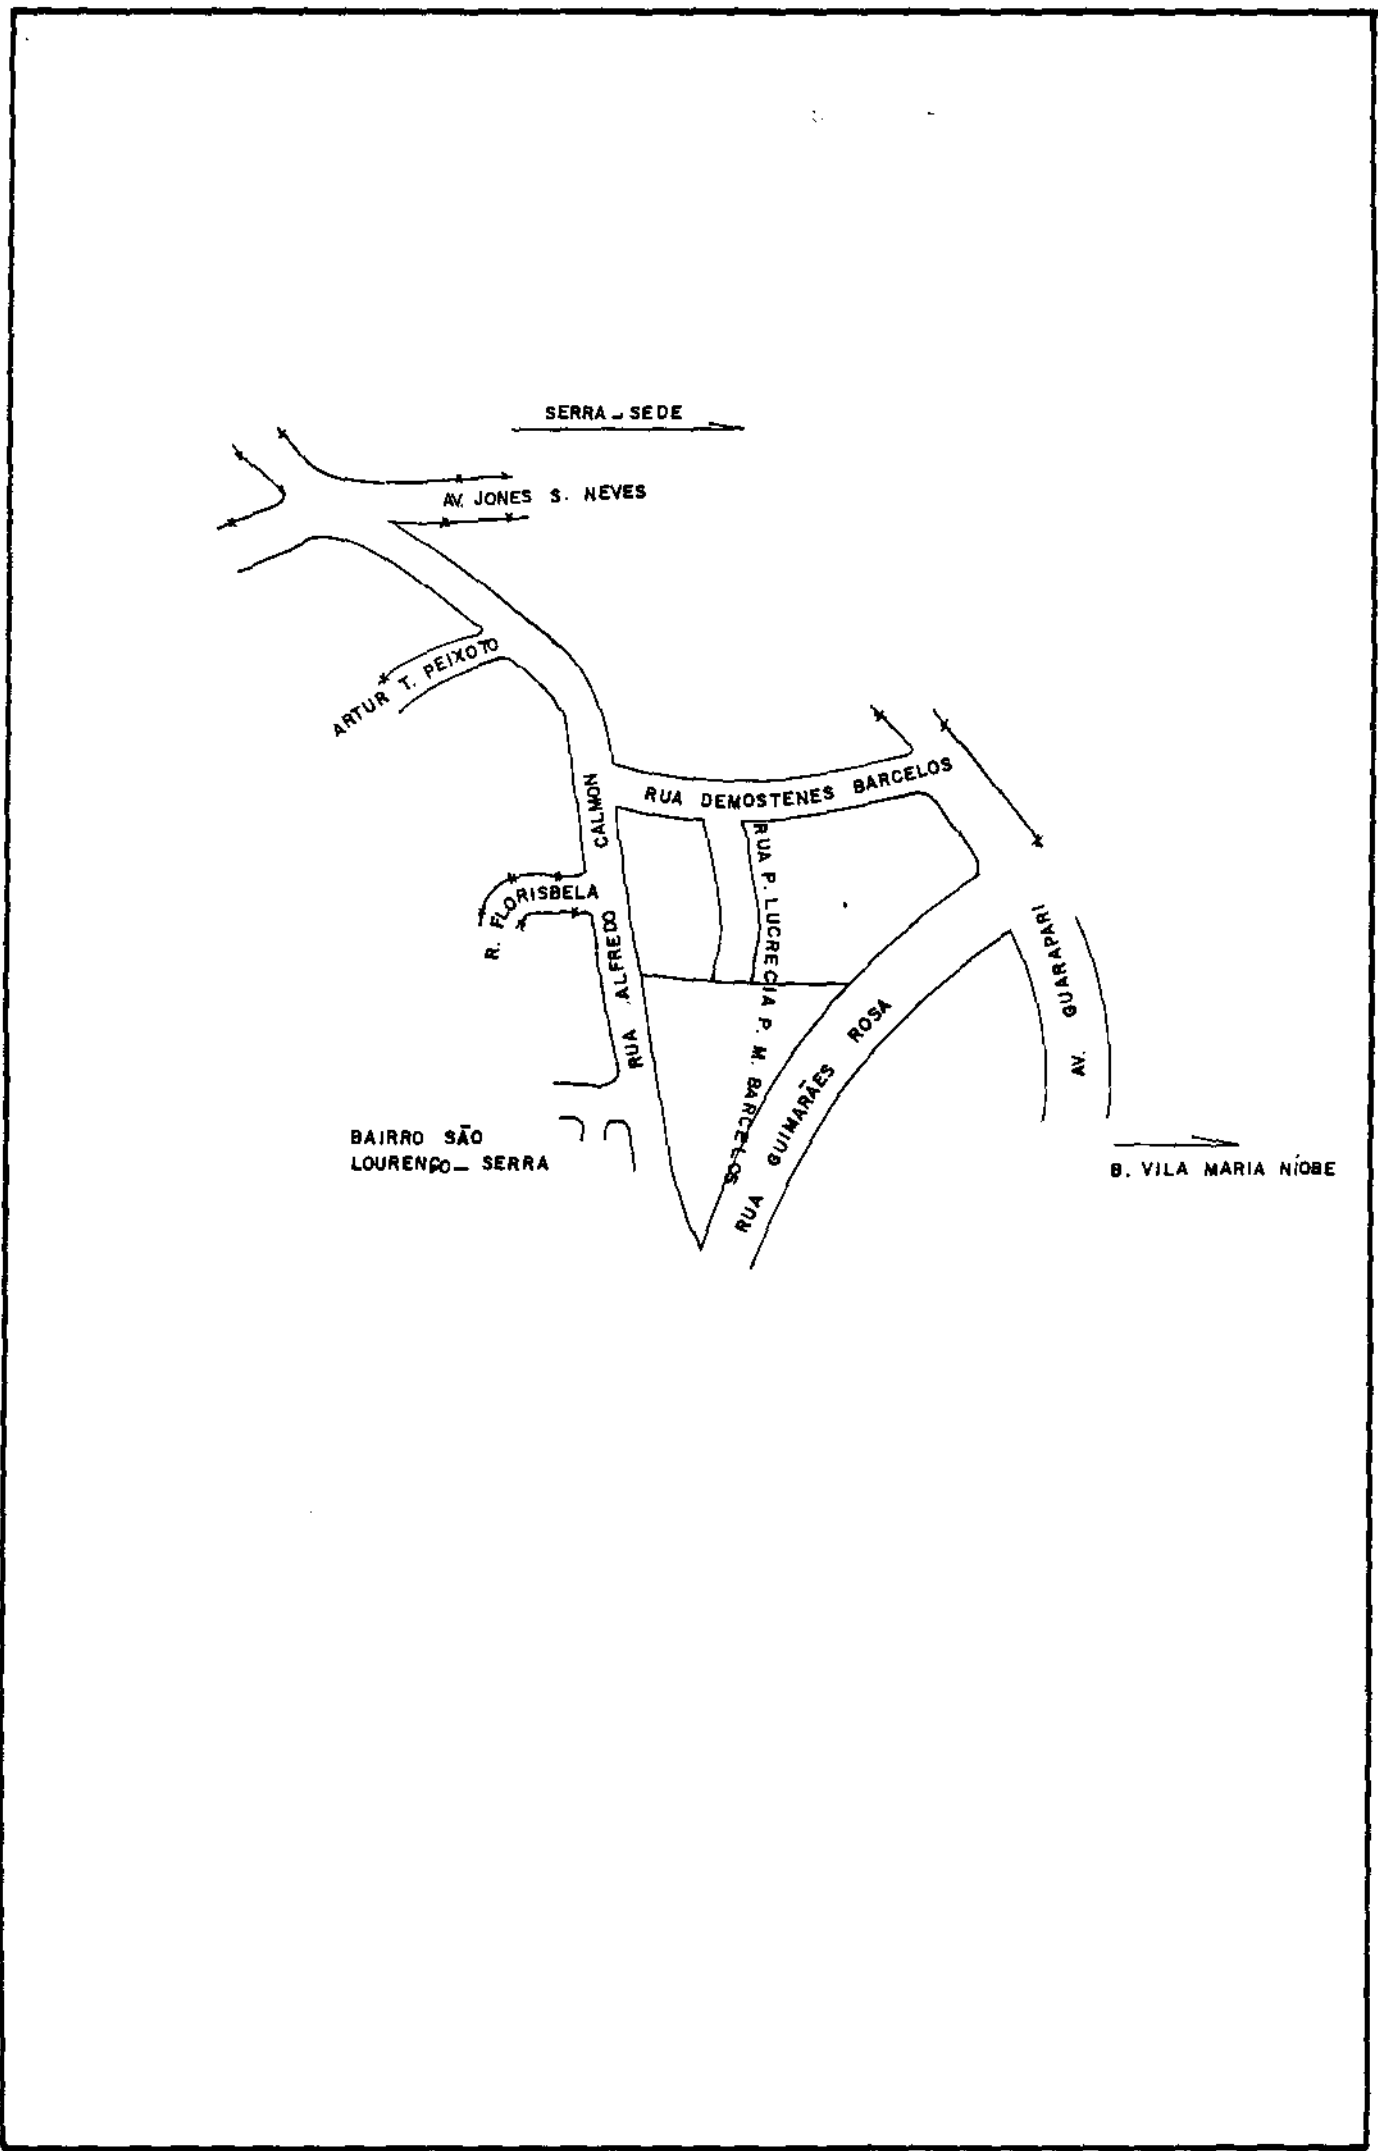 SERRA - SEDE
AV. JONES S. NEVES
ARTUR T. PEIXOTO
RUA DEMOSTENES BARCELOS
RUA ALFREDO CALMON
R. FLORISBELA
RUA P. LUCRECIA P. M. BARCELOS
RUA GUIMARÃES ROSA
AV. GUARAPARI
BAIRRO SÃO
LOURENÇO - SERRA
B. VILA MARIA NÍOBE